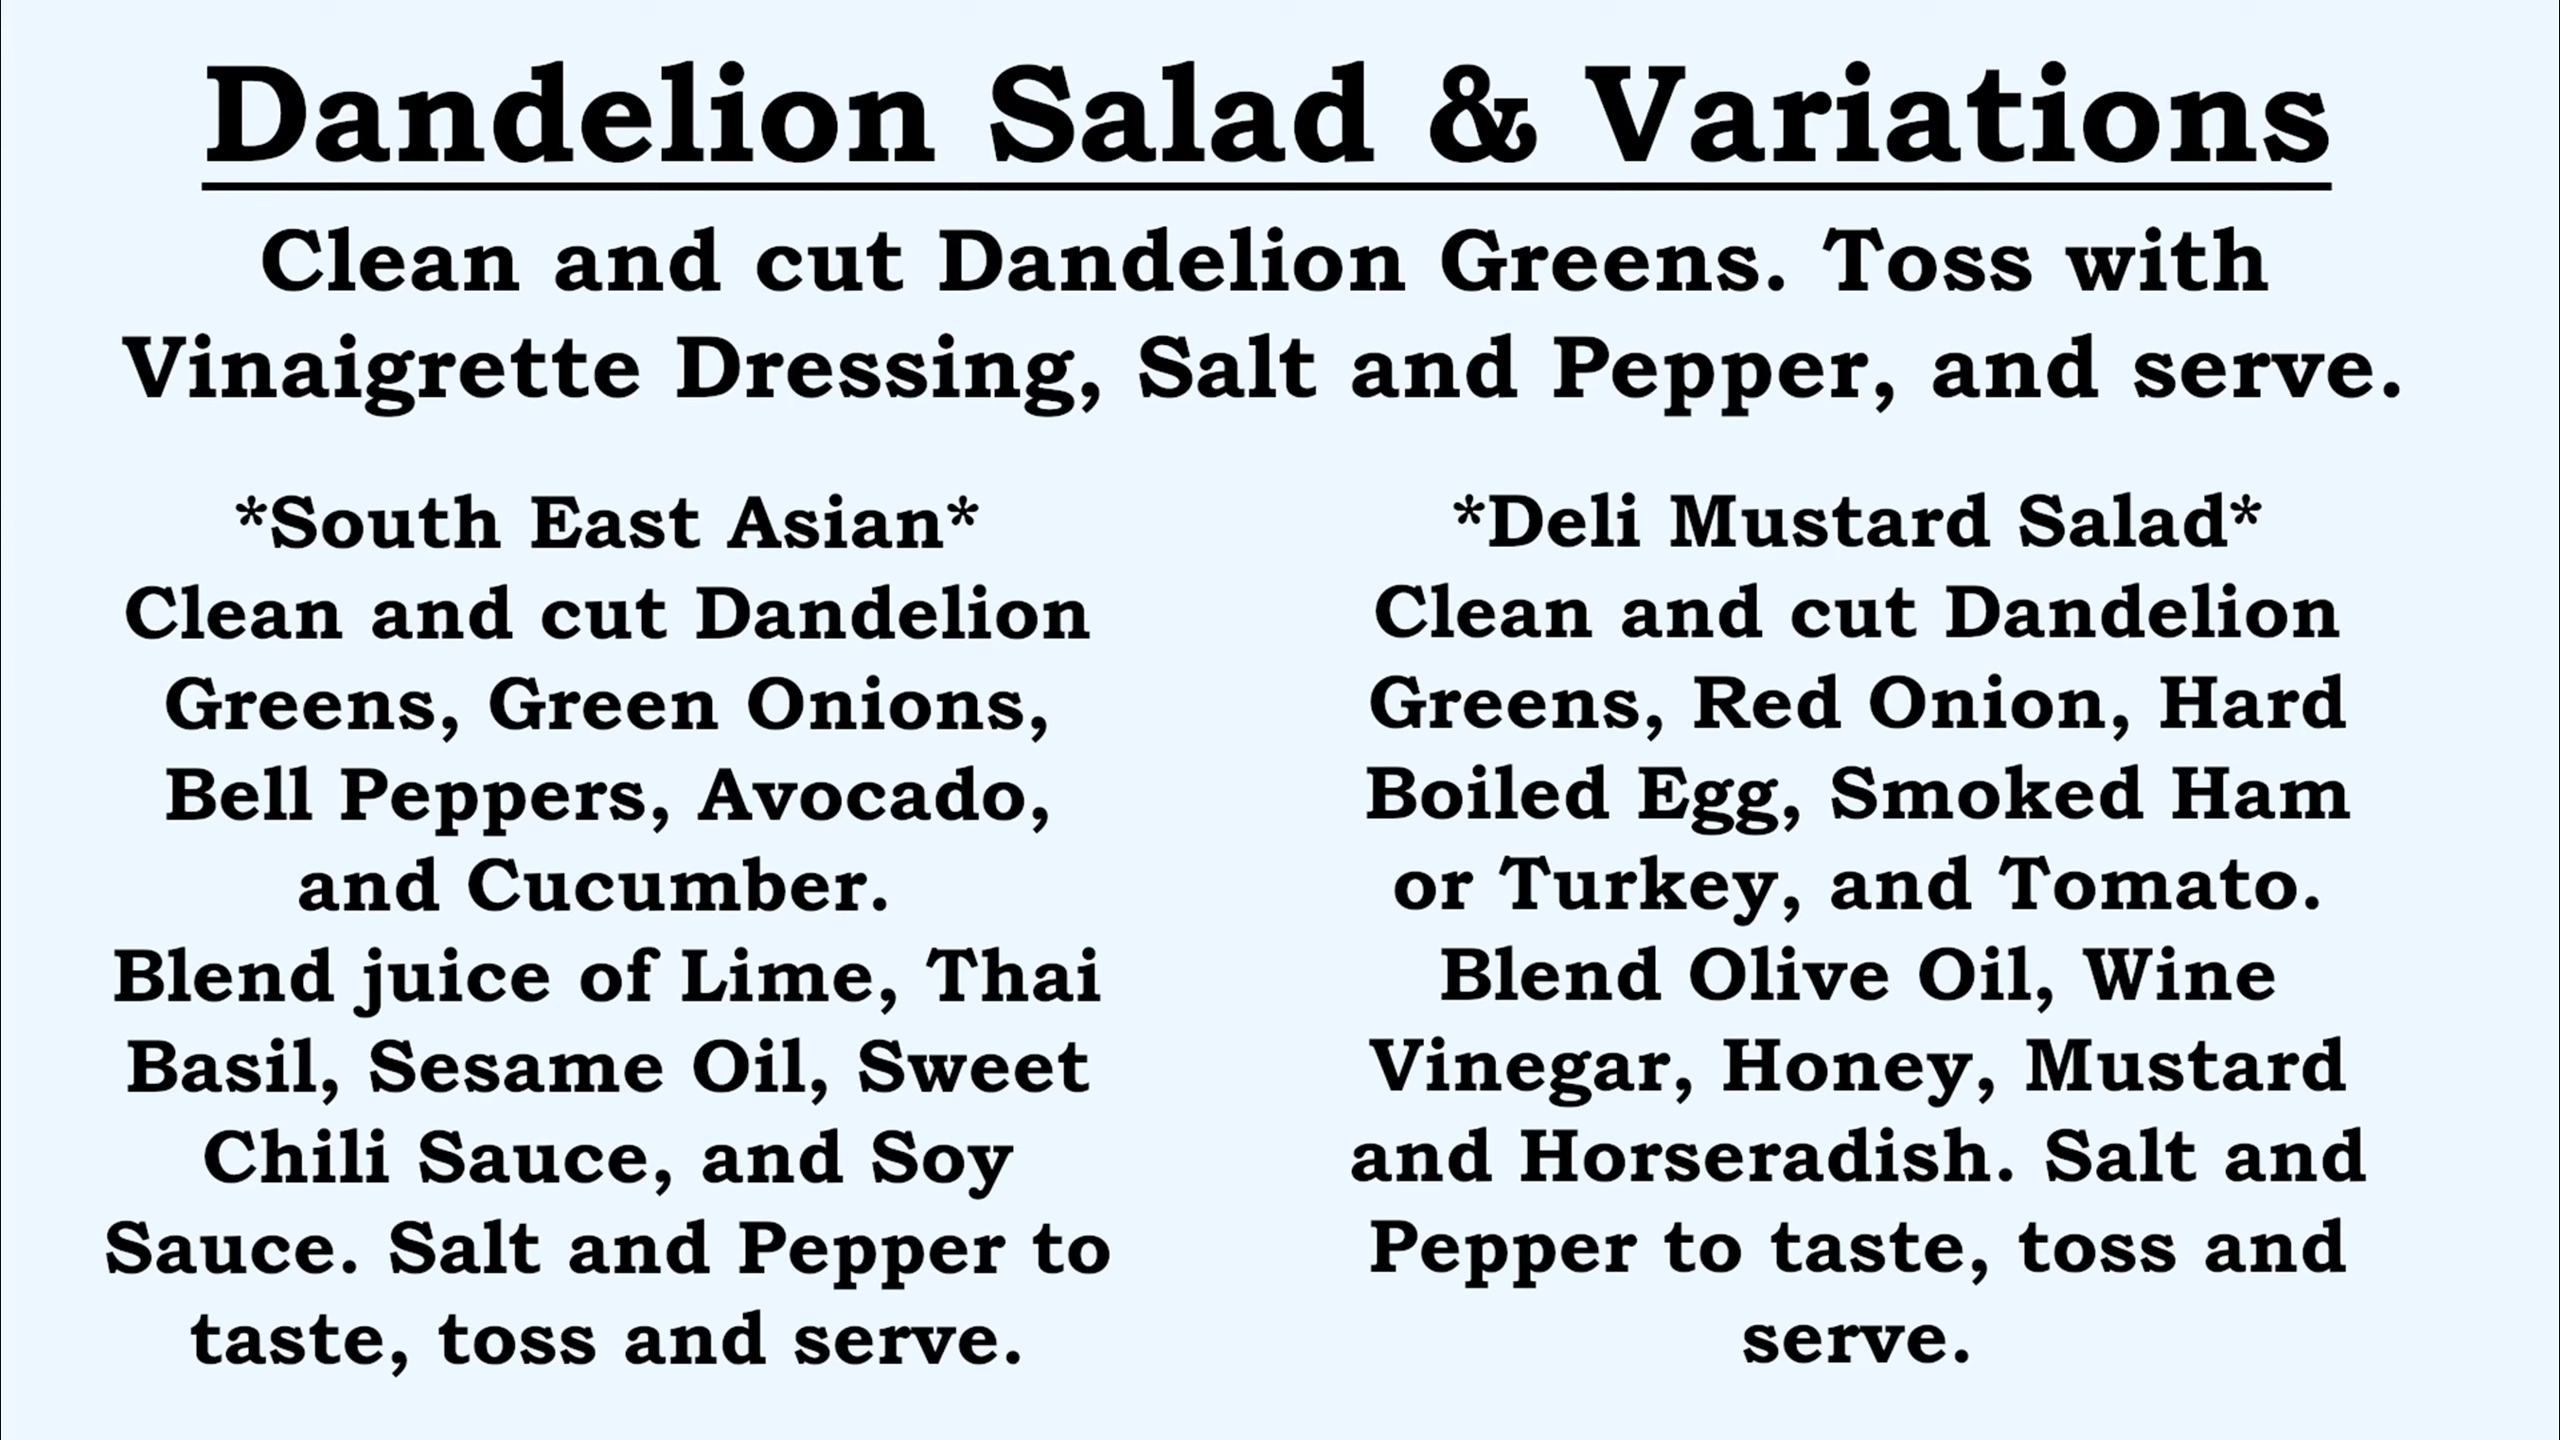 Dandelion Salad & Variations
Clean and cut Dandelion Greens. Toss with
Vinaigrette Dressing, Salt and Pepper, and serve.
*South East Asian*
Clean and cut Dandelion
Greens, Green Onions,
Bell Peppers, Avocado,
and Cucumber.
Blend juice of Lime, Thai
Basil, Sesame Oil, Sweet
Chili Sauce, and Soy
Sauce. Salt and Pepper to
taste, toss and serve.
*Deli Mustard Salad*
Clean and cut Dandelion
Greens, Red Onion, Hard
Boiled Egg, Smoked Ham
or Turkey, and Tomato.
Blend Olive Oil, Wine
Vinegar, Honey, Mustard
and Horseradish. Salt and
Pepper to taste, toss and
serve.